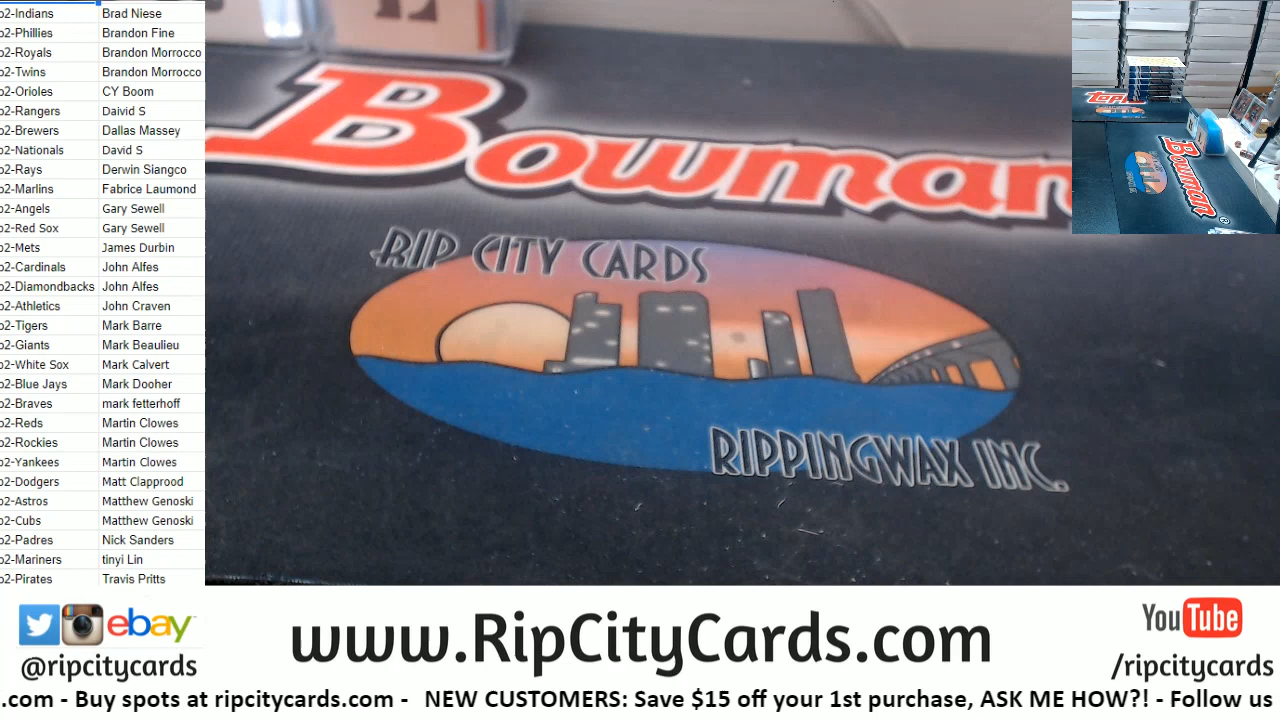 o2-Indians Brad Niese
o2-Phillies Brandon Fine
o2-Royals Brandon Morrocco
o2-Twins Brandon Morrocco
o2-Orioles CY Boom
o2-Rangers Daivid S
o2-Brewers Dallas Massey
o2-Nationals David S
o2-Rays Derwin Siangco
o2-Marlins Fabrice Laumond
o2-Angels Gary Sewell
o2-Red Sox Gary Sewell
o2-Mets James Durbin
o2-Cardinals John Alfes
o2-Diamondbacks John Alfes
o2-Athletics John Craven
o2-Tigers Mark Barre
o2-Giants Mark Beaulieu
o2-White Sox Mark Calvert
o2-Blue Jays Mark Dooher
o2-Braves mark fetterhoff
o2-Reds Martin Clowes
o2-Rockies Martin Clowes
o2-Yankees Martin Clowes
o2-Dodgers Matt Clapprood
o2-Astros Matthew Genoski
o2-Cubs Matthew Genoski
o2-Padres Nick Sanders
o2-Mariners tinyi Lin
o2-Pirates Travis Pritts
Bowman
RIP CITY CARDS
RIPPINGWAX INC.
Topps
Bowman
ebay
@ripcitycards
www.RipCityCards.com
YouTube
/ripcitycards
.com - Buy spots at ripcitycards.com - NEW CUSTOMERS: Save $15 off your 1st purchase, ASK ME HOW?! - Follow us